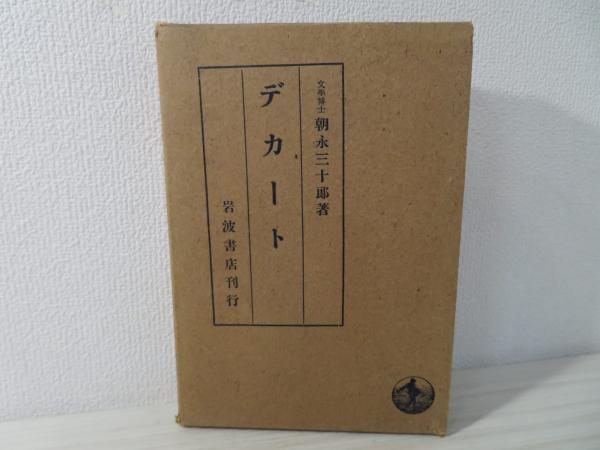 文學博士 朝永三十郎著
デカート
岩波書店刊行